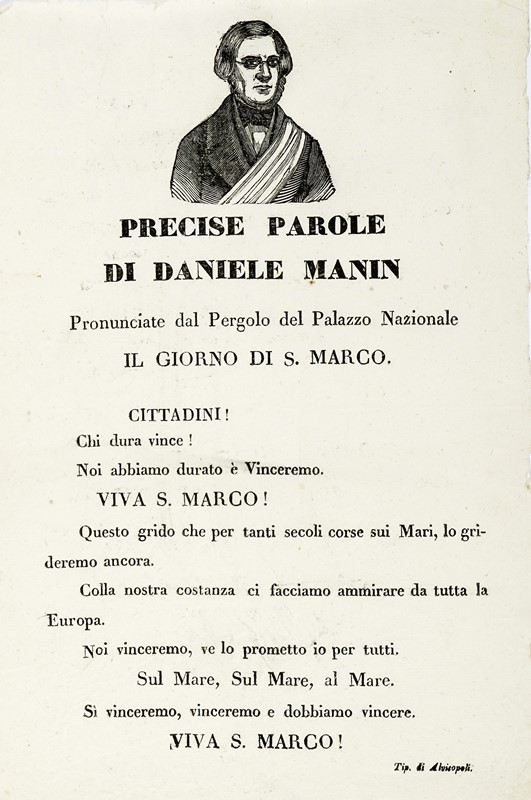 PRECISE PAROLE
DI DANIELE MANIN
Pronunciate dal Pergolo del Palazzo Nazionale
IL GIORNO DI S. MARCO.
CITTADINI!
Chi dura vince!
Noi abbiamo durato è Vinceremo.
VIVA S. MARCO!
Questo grido che per tanti secoli corse sui Mari, lo gri-
deremo ancora.
Colla nostra costanza ci facciamo ammirare da tutta la
Europa.
Noi vinceremo, ve lo prometto io per tutti.
Sul Mare, Sul Mare, al Mare.
Si vinceremo, vinceremo e dobbiamo vincere.
VIVA S. MARCO!
Tip. di Alvisopoli.